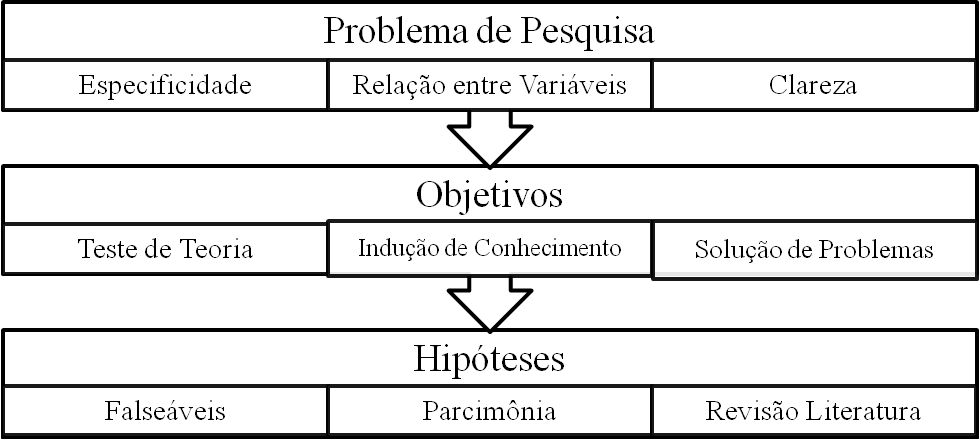 Problema de Pesquisa
Especificidade Relação entre Variáveis Clareza
Objetivos
Teste de Teoria Indução de Conhecimento Solução de Problemas
Hipóteses
Falseáveis Parcimônia Revisão Literatura